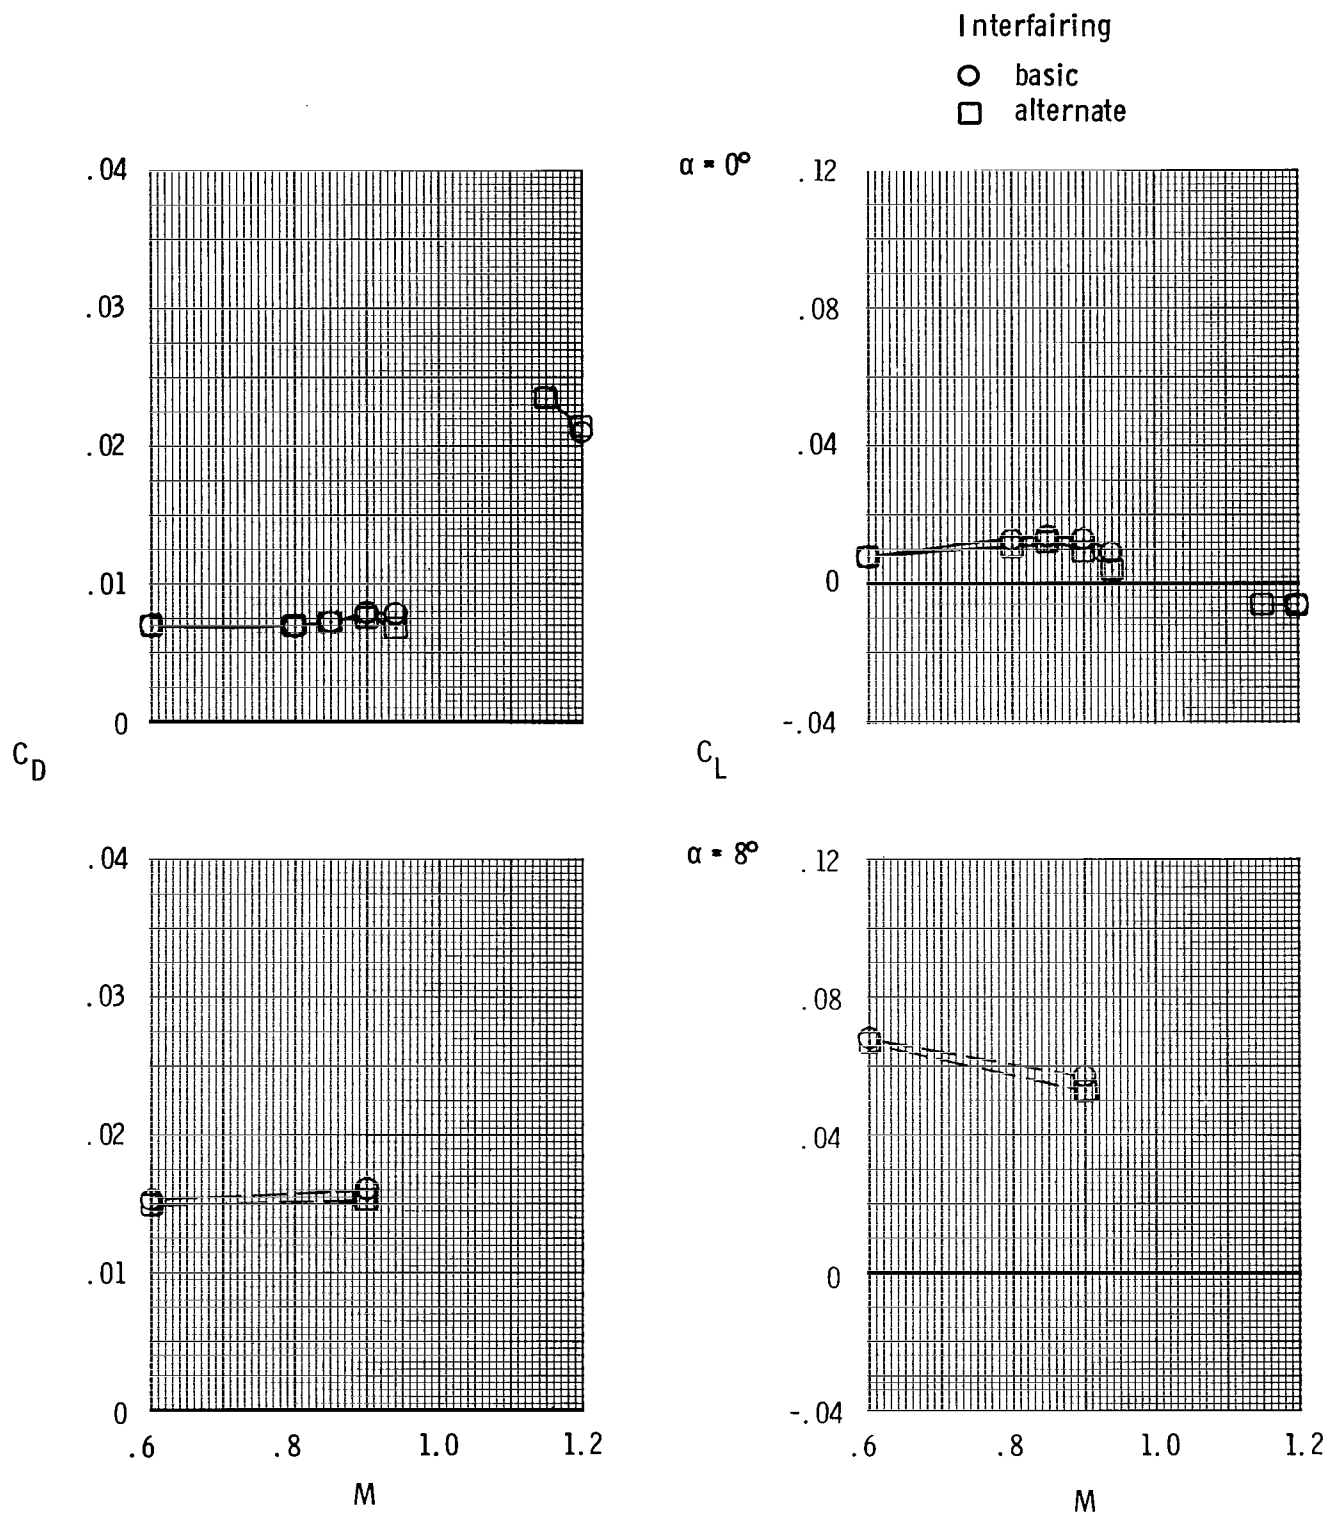 Interfairing
basic
alternate
α = 0°
.04
.03
.02
.01
0
C_D
.12
.08
.04
0
-.04
C_L
α = 8°
.04
.03
.02
.01
0
.6 .8 1.0 1.2
M
.12
.08
.04
0
-.04
.6 .8 1.0 1.2
M